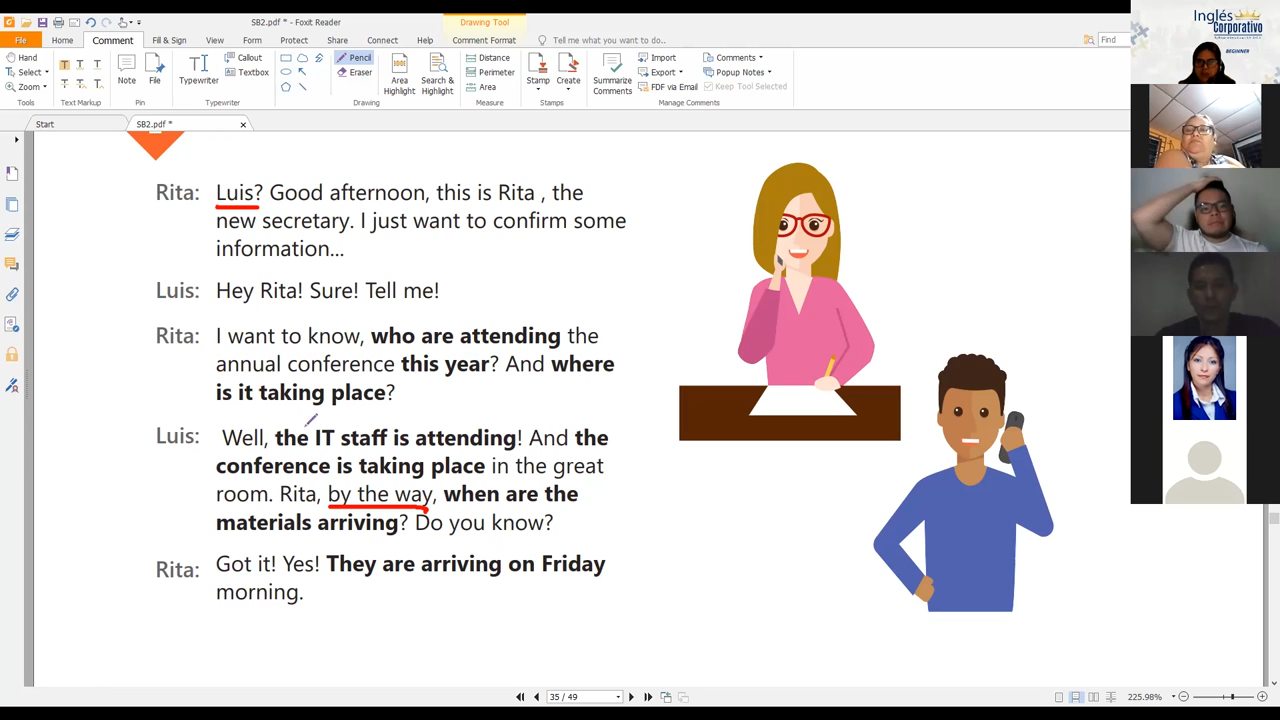 SB2.pdf * - Foxit Reader
Drawing Tool
File
Home
Comment
Fill & Sign
View
Form
Protect
Share
Connect
Help
Comment Format
Tell me what you want to do...
Find
Hand
Select
Zoom
Tools
T T T
T T T
Text Markup
Note
File
Pin
Typewriter
Callout
Textbox
Typewriter
Pencil
Eraser
Drawing
Area Highlight
Search & Highlight
Distance
Perimeter
Area
Measure
Stamp
Create
Stamps
Summarize Comments
Import
Export
FDF via Email
Comments
Popup Notes
Keep Tool Selected
Manage Comments
Start
SB2.pdf *
Rita: Luis? Good afternoon, this is Rita , the
new secretary. I just want to confirm some
information...
Luis: Hey Rita! Sure! Tell me!
Rita: I want to know, who are attending the
annual conference this year? And where
is it taking place?
Luis: Well, the IT staff is attending! And the
conference is taking place in the great
room. Rita, by the way, when are the
materials arriving? Do you know?
Rita: Got it! Yes! They are arriving on Friday
morning.
35 / 49
225.98%
Inglés
Corporativo
BEGINNER